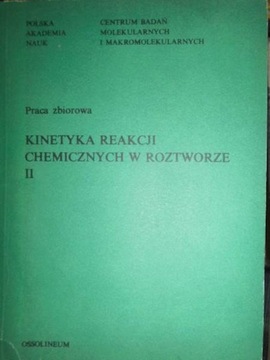 POLSKA
AKADEMIA
NAUK
CENTRUM BADAŃ
MOLEKULARNYCH
I MAKROMOLEKULARNYCH
Praca zbiorowa
KINETYKA REAKCJI
CHEMICZNYCH W ROZTWORZE
II
OSSOLINEUM